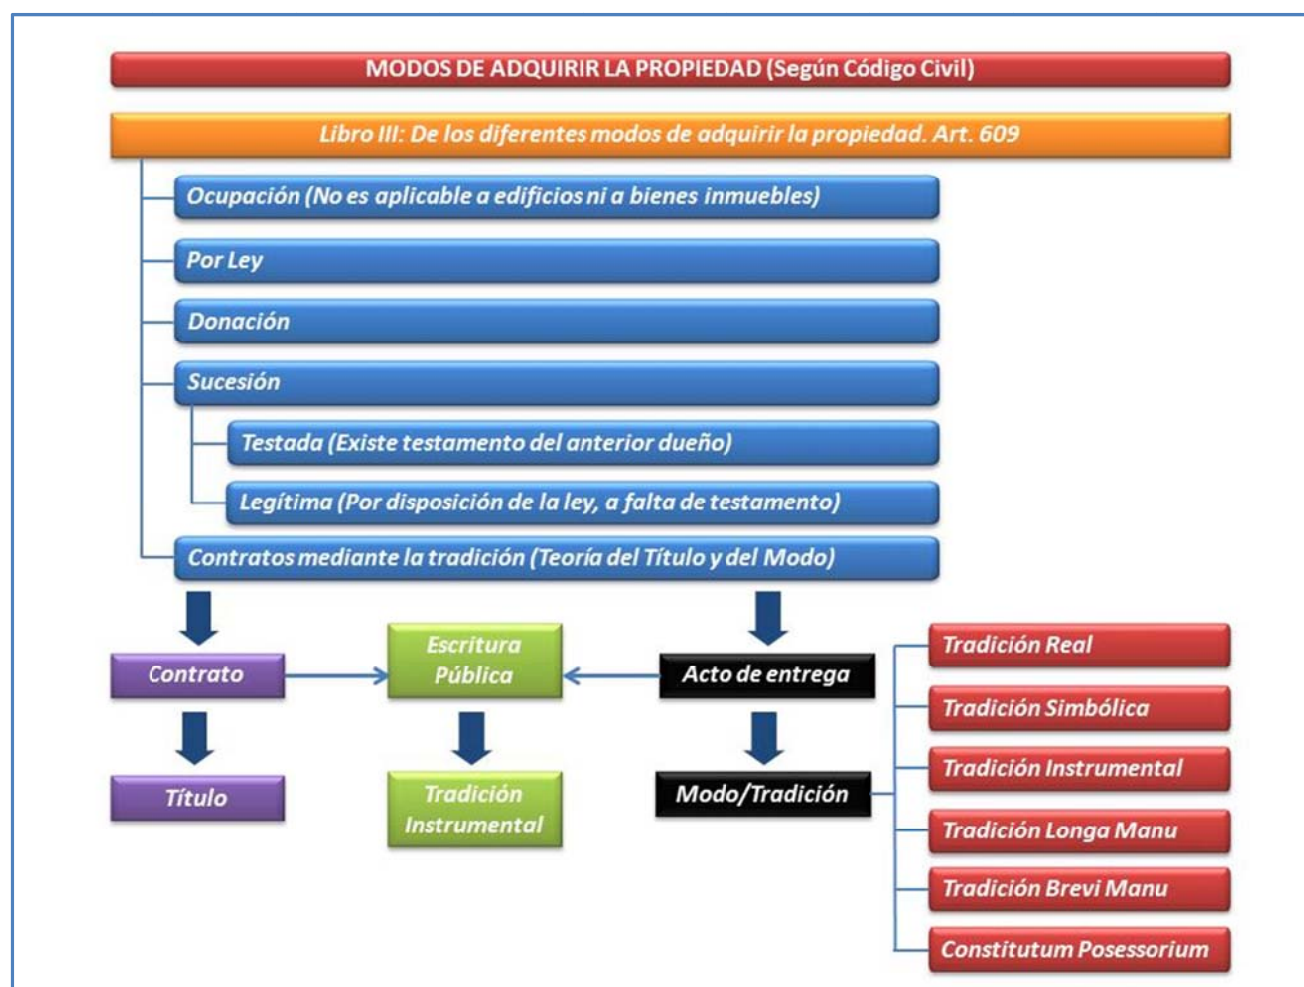 MODOS DE ADQUIRIR LA PROPIEDAD (Según Código Civil)
Libro III: De los diferentes modos de adquirir la propiedad. Art. 609
Ocupación (No es aplicable a edificios ni a bienes inmuebles)
Por Ley
Donación
Sucesión
Testada (Existe testamento del anterior dueño)
Legítima (Por disposición de la ley, a falta de testamento)
Contratos mediante la tradición (Teoría del Título y del Modo)
Contrato
Escritura
Pública
Acto de entrega
Título
Tradición
Instrumental
Modo/Tradición
Tradición Real
Tradición Simbólica
Tradición Instrumental
Tradición Longa Manu
Tradición Brevi Manu
Constitutum Posessorium